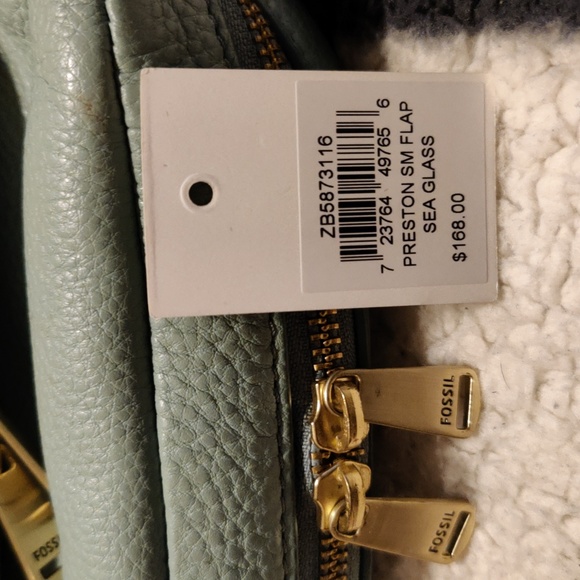 ZB5873116
7 23764 49765 6
PRESTON SM FLAP
SEA GLASS
$168.00
FOSSIL
FOSSIL
FOSSIL